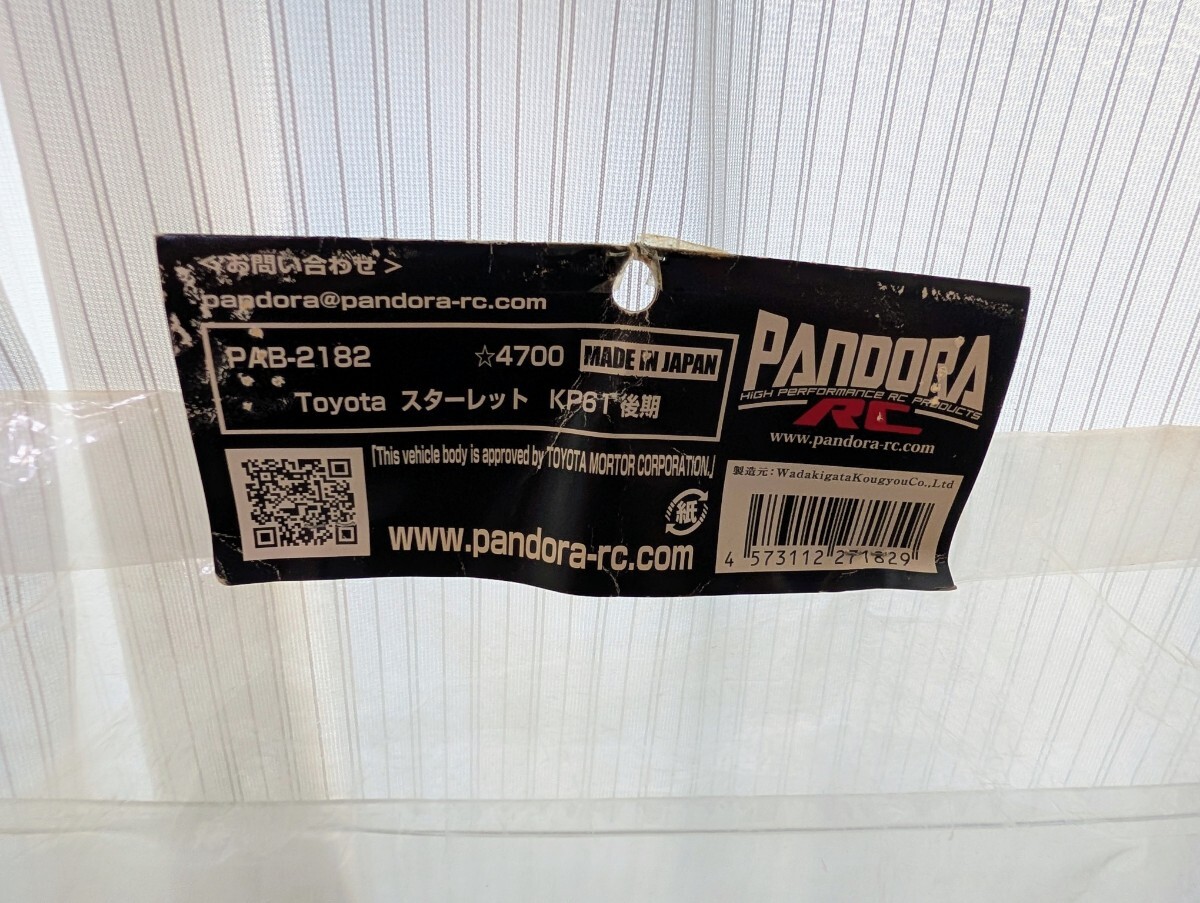 <お問い合わせ>
pandora@pandora-rc.com
PAB-2182 ☆4700 MADE IN JAPAN
Toyota スターレット KP61 後期
「This vehicle body is approved by TOYOTA MORTOR CORPORATION.」
紙
www.pandora-rc.com
PANDORA
HIGH PERFORMANCE RC PRODUCTS
RC
www.pandora-rc.com
製造元:WadakigataKougyouCo.,Ltd
4 573112 271829